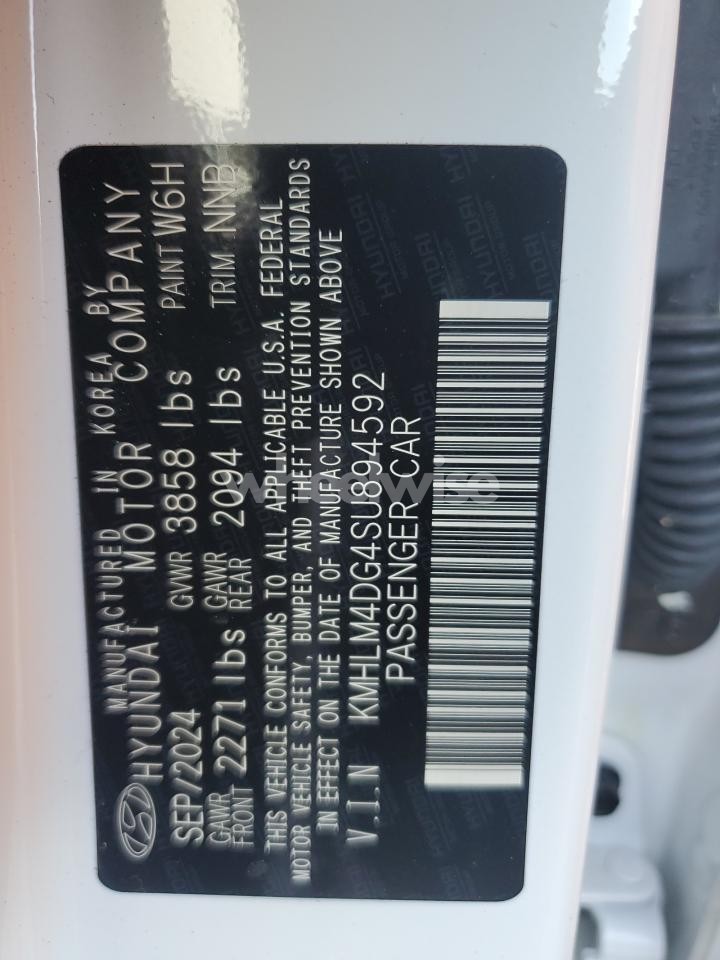 MANUFACTURED IN KOREA BY
HYUNDAI MOTOR COMPANY
SEP/2024 GVWR 3858 lbs PAINT W6H
GAWR FRONT 2271 lbs GAWR REAR 2094 lbs TRIM NNB
THIS VEHICLE CONFORMS TO ALL APPLICABLE U.S.A. FEDERAL
MOTOR VEHICLE SAFETY, BUMPER, AND THEFT PREVENTION STANDARDS
IN EFFECT ON THE DATE OF MANUFACTURE SHOWN ABOVE
V.I.N KMHLM4DG4SU894592
PASSENGER CAR
wheelwise